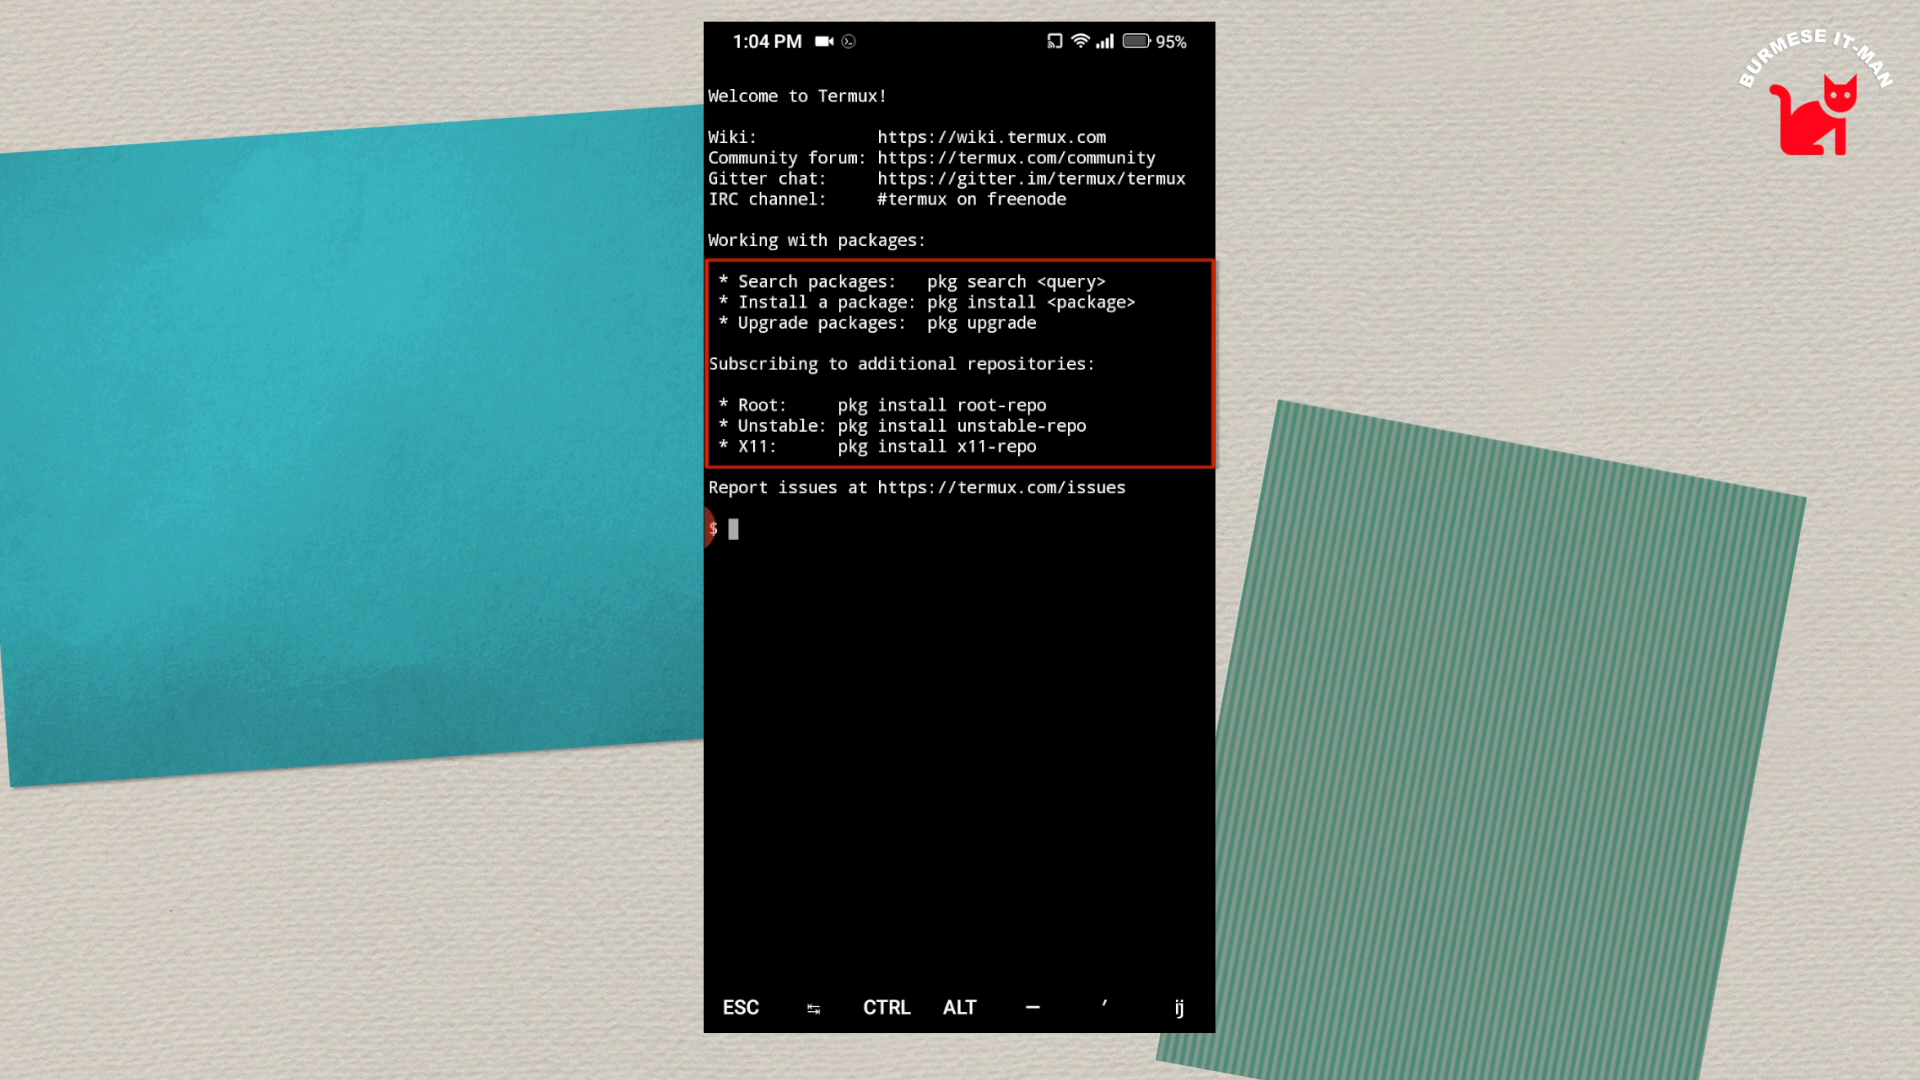 1:04 PM 95%
BURMESE IT-MAN
Welcome to Termux!
Wiki: https://wiki.termux.com
Community forum: https://termux.com/community
Gitter chat: https://gitter.im/termux/termux
IRC channel: #termux on freenode
Working with packages:
* Search packages: pkg search <query>
* Install a package: pkg install <package>
* Upgrade packages: pkg upgrade
Subscribing to additional repositories:
* Root: pkg install root-repo
* Unstable: pkg install unstable-repo
* X11: pkg install x11-repo
Report issues at https://termux.com/issues
$
ESC ↹ CTRL ALT — ′ ij